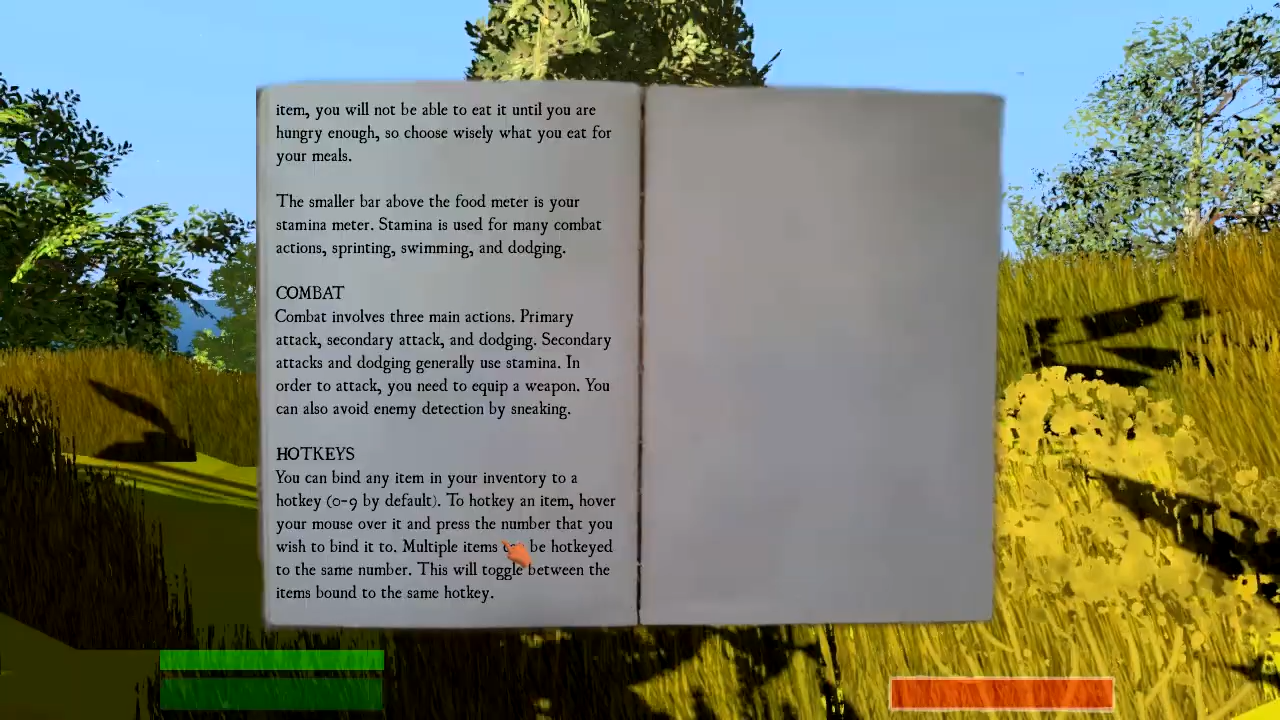 item, you will not be able to eat it until you are
hungry enough, so choose wisely what you eat for
your meals.
The smaller bar above the food meter is your
stamina meter. Stamina is used for many combat
actions, sprinting, swimming, and dodging.
COMBAT
Combat involves three main actions. Primary
attack, secondary attack, and dodging. Secondary
attacks and dodging generally use stamina. In
order to attack, you need to equip a weapon. You
can also avoid enemy detection by sneaking.
HOTKEYS
You can bind any item in your inventory to a
hotkey (0-9 by default). To hotkey an item, hover
your mouse over it and press the number that you
wish to bind it to. Multiple items can be hotkeyed
to the same number. This will toggle between the
items bound to the same hotkey.